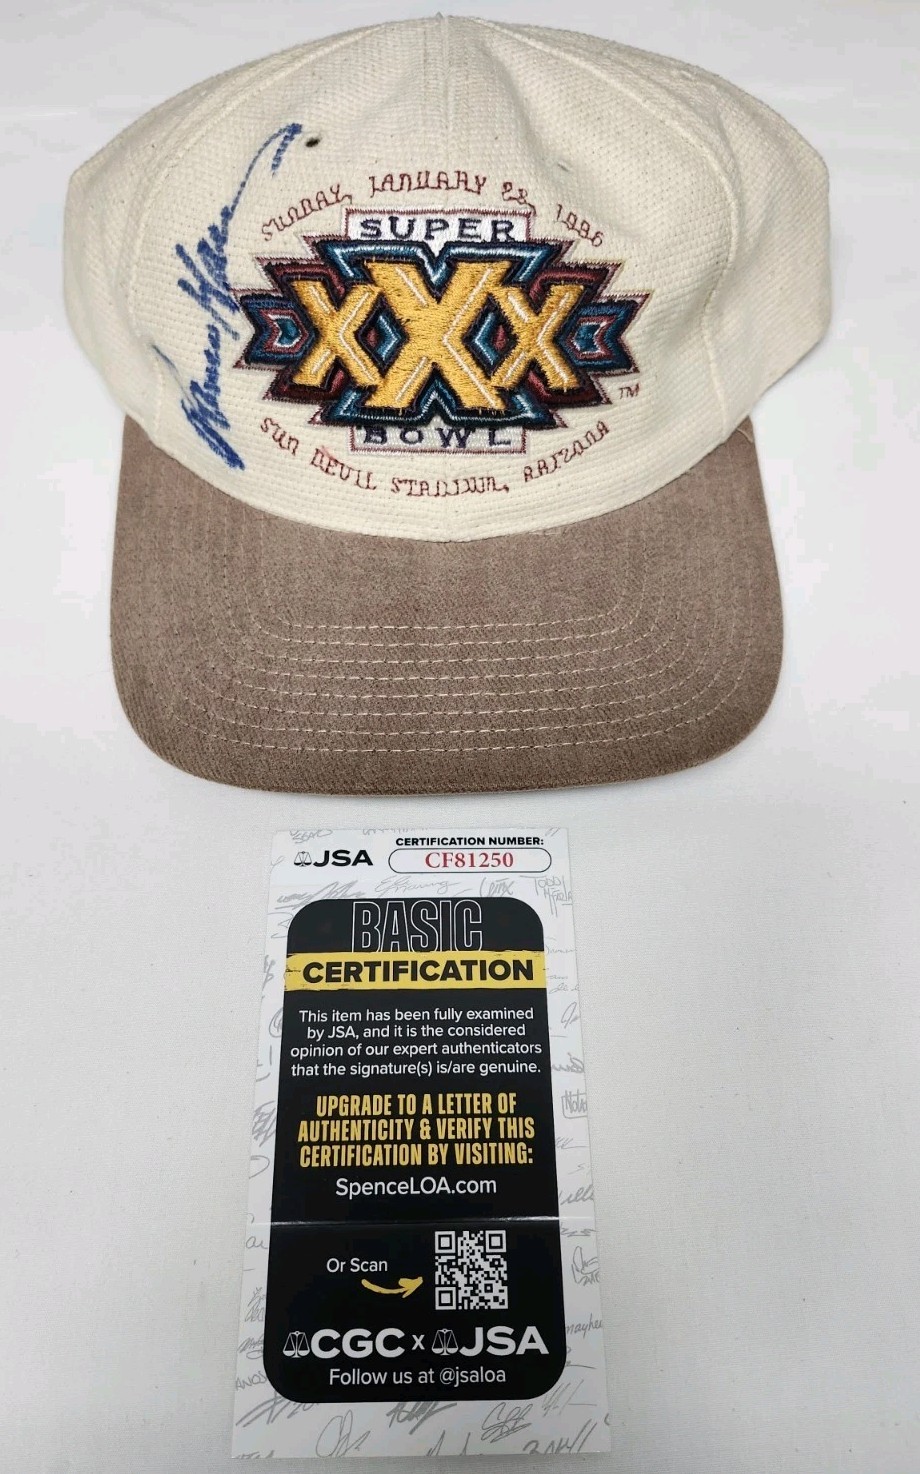 SUNDAY, JANUARY 28, 1996
SUPER
XXX
TM
BOWL
SUN DEVIL STADIUM, ARIZONA
JSA
CERTIFICATION NUMBER:
CF81250
BASIC
CERTIFICATION
This item has been fully examined
by JSA, and it is the considered
opinion of our expert authenticators
that the signature(s) is/are genuine.
UPGRADE TO A LETTER OF
AUTHENTICITY & VERIFY THIS
CERTIFICATION BY VISITING:
SpenceLOA.com
Or Scan
CGC x JSA
Follow us at @jsaloa